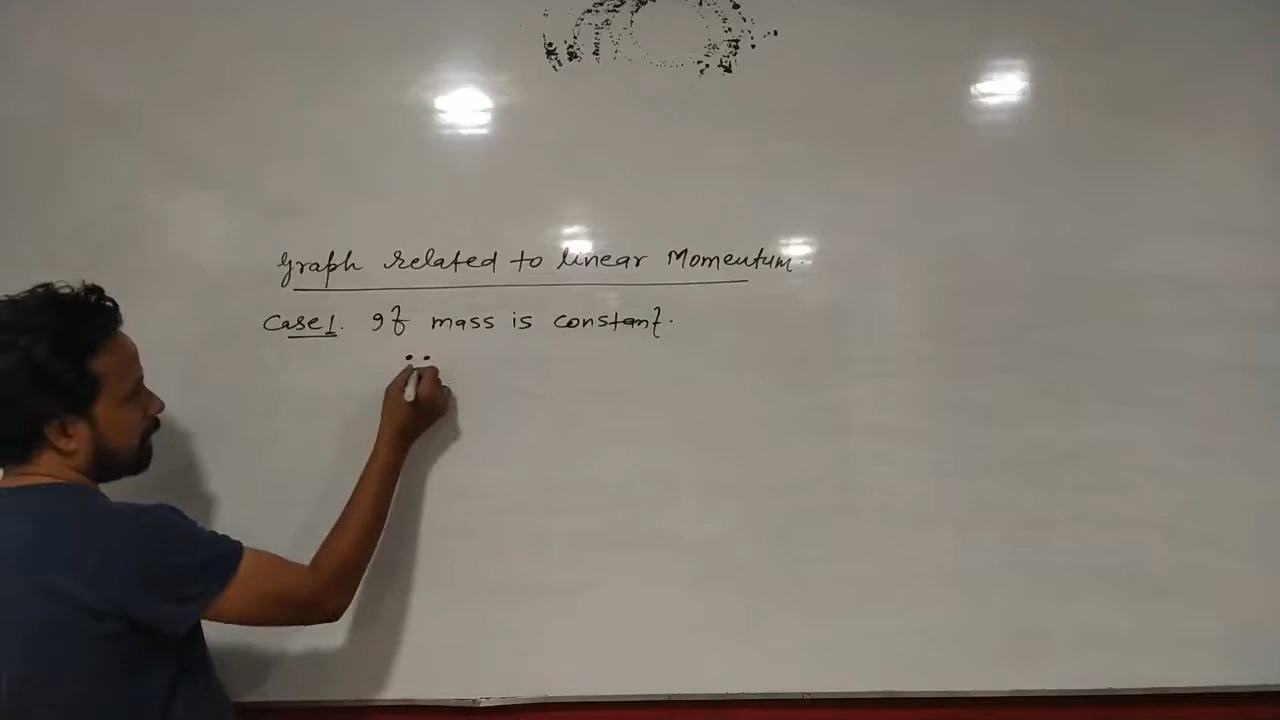 Graph related to linear Momentum.
Case 1. If mass is constant.